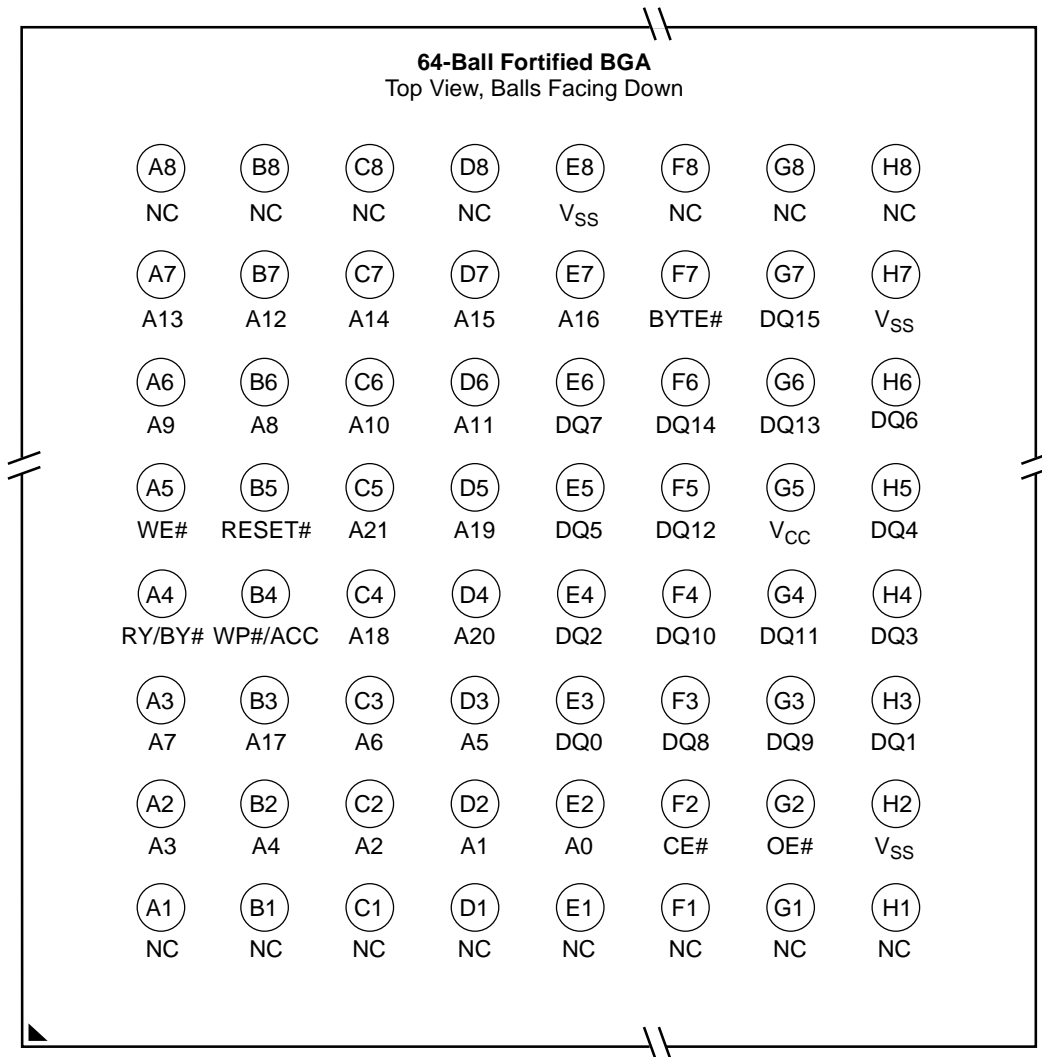 64-Ball Fortified BGA
Top View, Balls Facing Down
A8 B8 C8 D8 E8 F8 G8 H8
NC NC NC NC VSS NC NC NC
A7 B7 C7 D7 E7 F7 G7 H7
A13 A12 A14 A15 A16 BYTE# DQ15 VSS
A6 B6 C6 D6 E6 F6 G6 H6
A9 A8 A10 A11 DQ7 DQ14 DQ13 DQ6
A5 B5 C5 D5 E5 F5 G5 H5
WE# RESET# A21 A19 DQ5 DQ12 VCC DQ4
A4 B4 C4 D4 E4 F4 G4 H4
RY/BY# WP#/ACC A18 A20 DQ2 DQ10 DQ11 DQ3
A3 B3 C3 D3 E3 F3 G3 H3
A7 A17 A6 A5 DQ0 DQ8 DQ9 DQ1
A2 B2 C2 D2 E2 F2 G2 H2
A3 A4 A2 A1 A0 CE# OE# VSS
A1 B1 C1 D1 E1 F1 G1 H1
NC NC NC NC NC NC NC NC